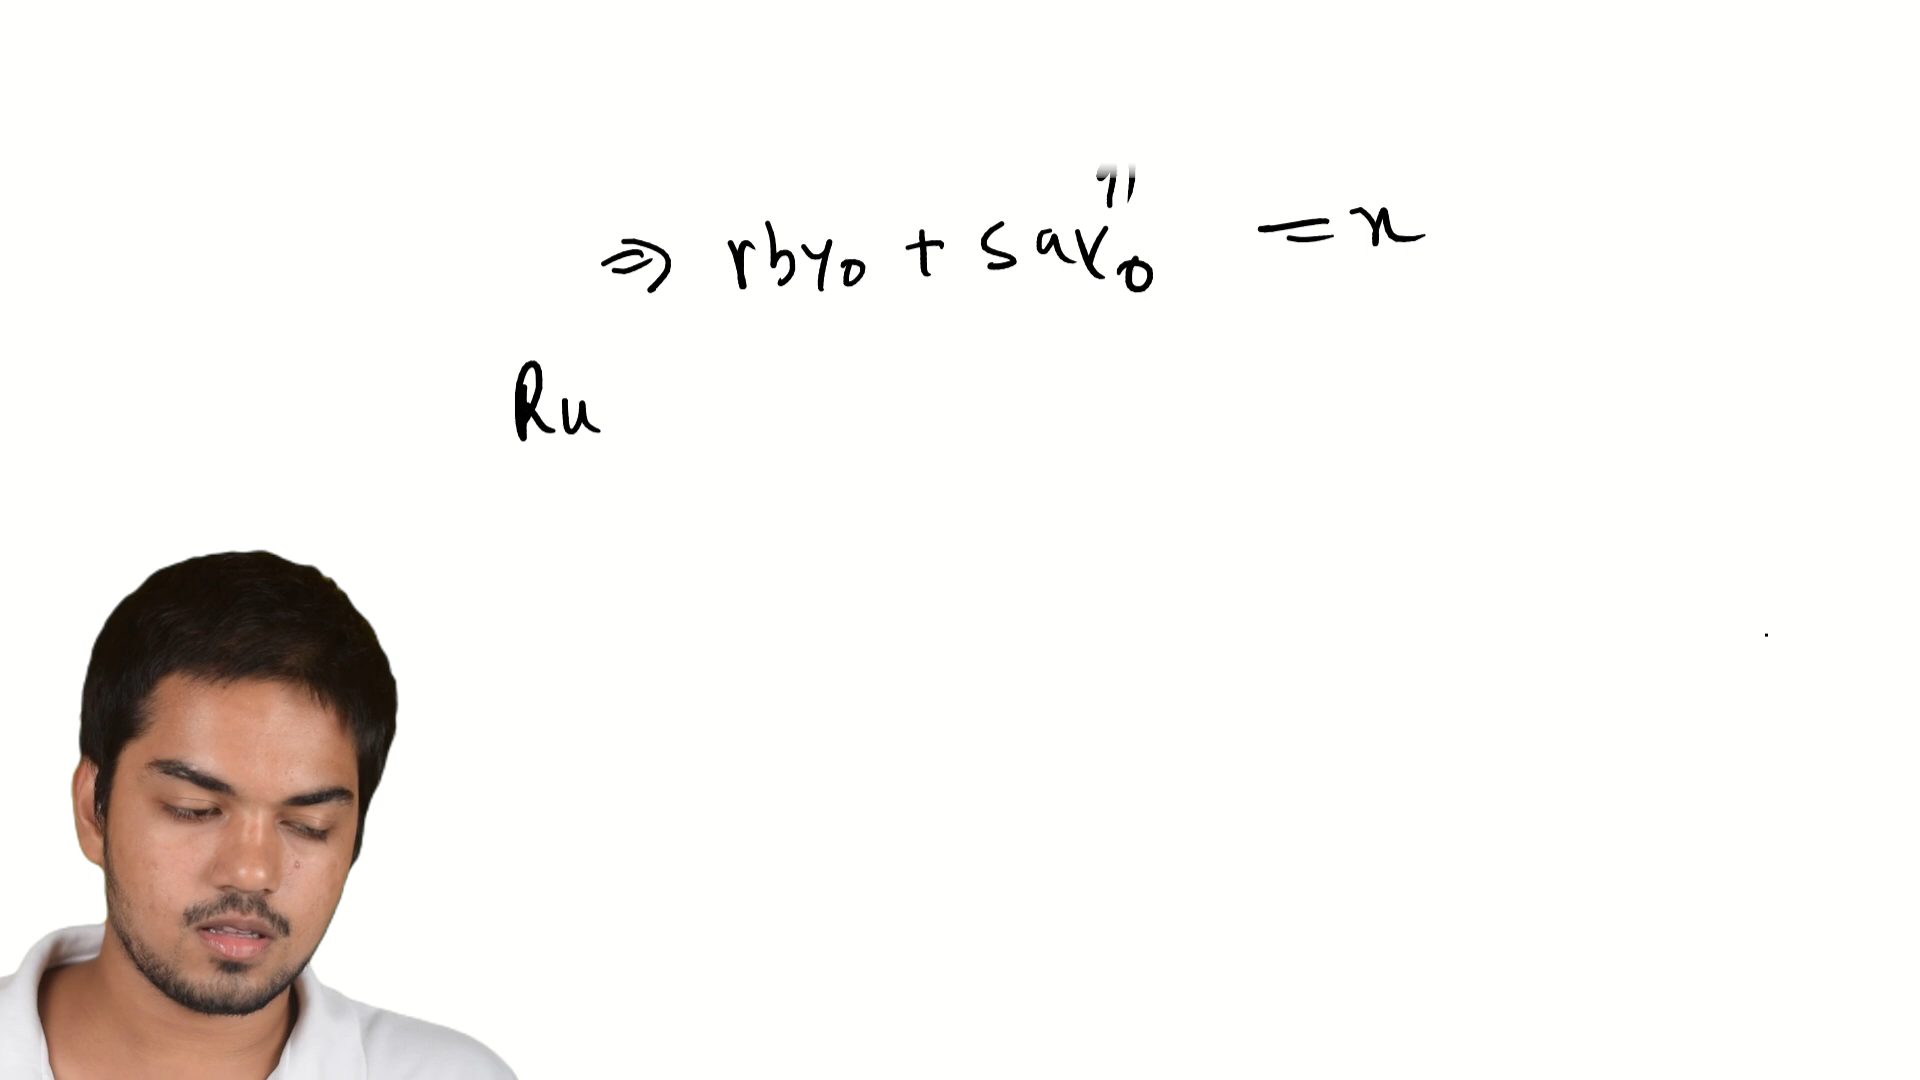 ⇒ rby₀ + sax₀ = x
Ru